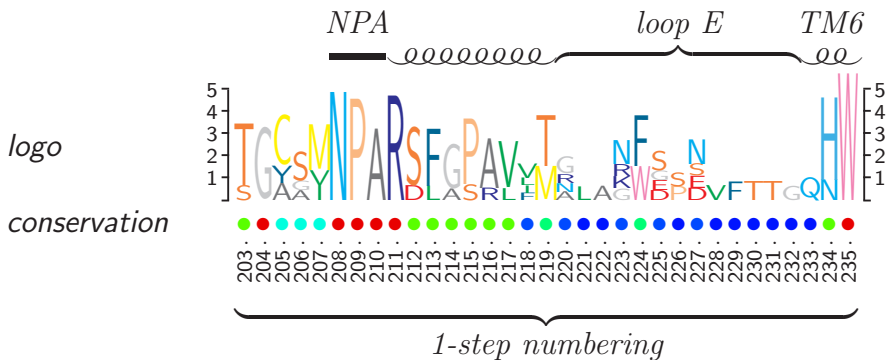 NPA loop E TM6
5 5
4 4
logo 3 3
2 2
1 1
TSGCYASGAMYNPARSDFLGAPSARVLVIFTMGRNALANRKFWSEDSPNSEDVFTTGQHNW
conservation
203 204 205 206 207 208 209 210 211 212 213 214 215 216 217 218 219 220 221 222 223 224 225 226 227 228 229 230 231 232 233 234 235
1-step numbering